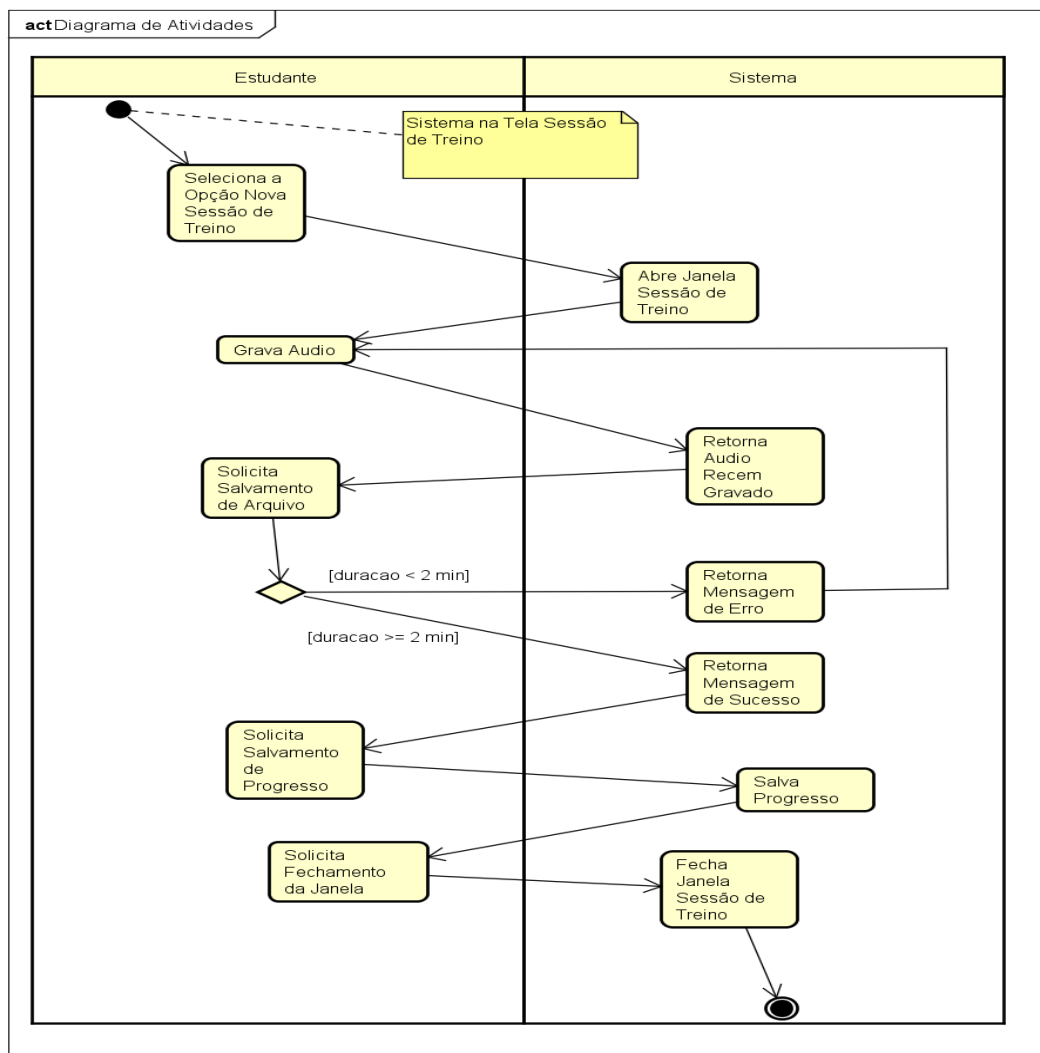 act Diagrama de Atividades
Estudante
Sistema
Sistema na Tela Sessão
de Treino
Seleciona a
Opção Nova
Sessão de
Treino
Abre Janela
Sessão de
Treino
Grava Audio
Retorna
Audio
Recem
Gravado
Solicita
Salvamento
de Arquivo
[duracao < 2 min]
Retorna
Mensagem
de Erro
[duracao >= 2 min]
Retorna
Mensagem
de Sucesso
Solicita
Salvamento
de
Progresso
Salva
Progresso
Solicita
Fechamento
da Janela
Fecha
Janela
Sessão de
Treino